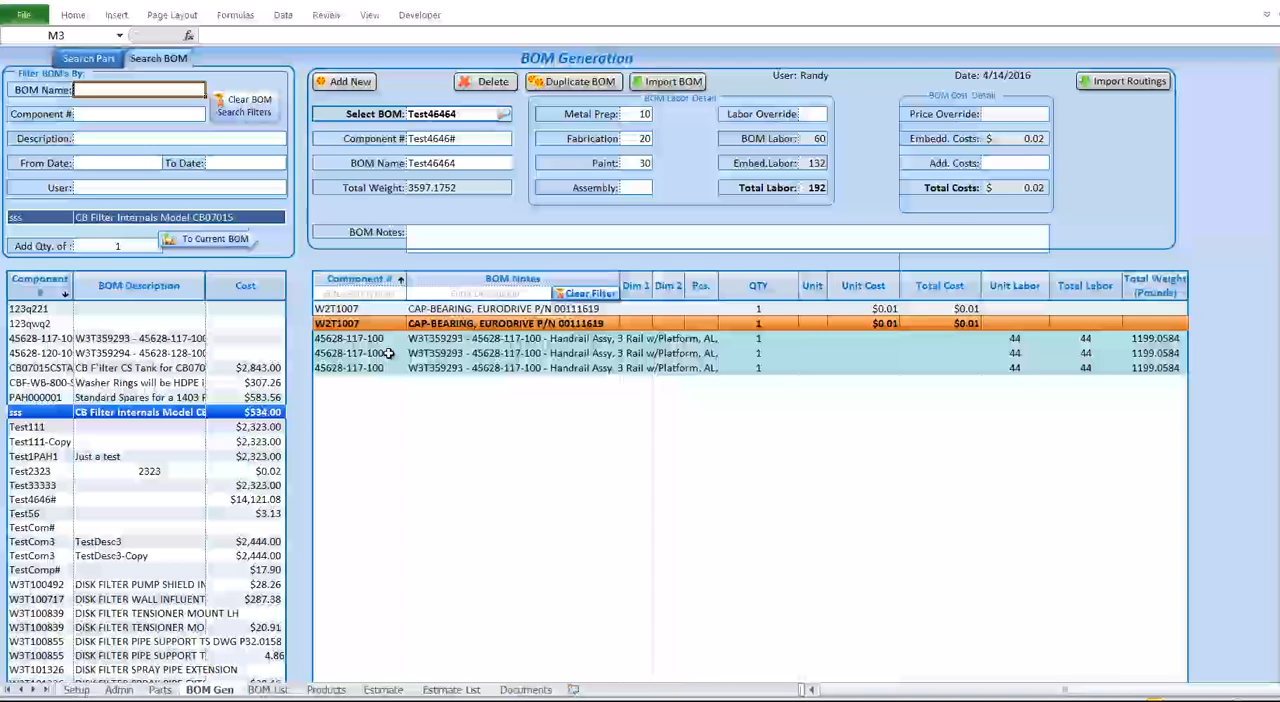 File Home Insert Page Layout Formulas Data Review View Developer
M3 fx
Search Part Search BOM
BOM Generation
Filter BOM's By:
BOM Name:
Component #:
Description:
From Date: To Date:
User:
Clear BOM
Search Filters
sss CB Filter Internals Model CB07015
Add Qty. of : 1 To Current BOM
Add New Delete Duplicate BOM Import BOM User: Randy Date: 4/14/2016 Import Routings
Select BOM: Test46464
Component # Test4646#
BOM Name Test46464
Total Weight: 3597.1752
BOM Labor Detail
Metal Prep: 10 Labor Override:
Fabrication 20 BOM Labor: 60
Paint: 30 Embed.Labor: 132
Assembly: Total Labor: 192
BOM Cost Detail
Price Override:
Embedd. Costs: $ 0.02
Add. Costs:
Total Costs: $ 0.02
BOM Notes:
Component # BOM Description Cost
123q221
123qwq2
45628-117-10 W3T359293 - 45628-117-100
45628-120-10 W3T359294 - 45628-128-100
CB07015CSTA CB Filter CS Tank for CB070 $2,843.00
CBF-WB-800-S Washer Rings will be HDPE i $307.26
PAH000001 Standard Spares for a 1403 F $583.56
sss CB Filter Internals Model CB $534.00
Test111 $2,323.00
Test111-Copy $2,323.00
Test1PAH1 Just a test $2,323.00
Test2323 2323 $0.02
Test33333 $2,323.00
Test4646# $14,121.08
Test56 $3.13
TestCom#
TestCom3 TestDesc3 $2,444.00
TestCom3 TestDesc3-Copy $2,444.00
TestComp# $17.90
W3T100492 DISK FILTER PUMP SHIELD IN $28.26
W3T100717 DISK FILTER WALL INFLUENT $287.38
W3T100839 DISK FILTER TENSIONER MOUNT LH
W3T100839 DISK FILTER TENSIONER MO $20.91
W3T100855 DISK FILTER PIPE SUPPORT TS DWG P32.0158
W3T100855 DISK FILTER PIPE SUPPORT T 4.86
W3T101326 DISK FILTER SPRAY PIPE EXTENSION
Component # BOM Notes Dim 1 Dim 2 Pcs. QTY Unit Unit Cost Total Cost Unit Labor Total Labor Total Weight
(Pounds)
Clear Filter
W2T1007 CAP-BEARING, EURODRIVE P/N 00111619 1 $0.01 $0.01
W2T1007 CAP-BEARING, EURODRIVE P/N 00111619 1 $0.01 $0.01
45628-117-100 W3T359293 - 45628-117-100 - Handrail Assy, 3 Rail w/Platform, AL, 1 44 44 1199.0584
45628-117-100 W3T359293 - 45628-117-100 - Handrail Assy, 3 Rail w/Platform, AL, 1 44 44 1199.0584
45628-117-100 W3T359293 - 45628-117-100 - Handrail Assy, 3 Rail w/Platform, AL, 1 44 44 1199.0584
Setup Admin Parts BOM Gen BOM List Products Estimate Estimate List Documents